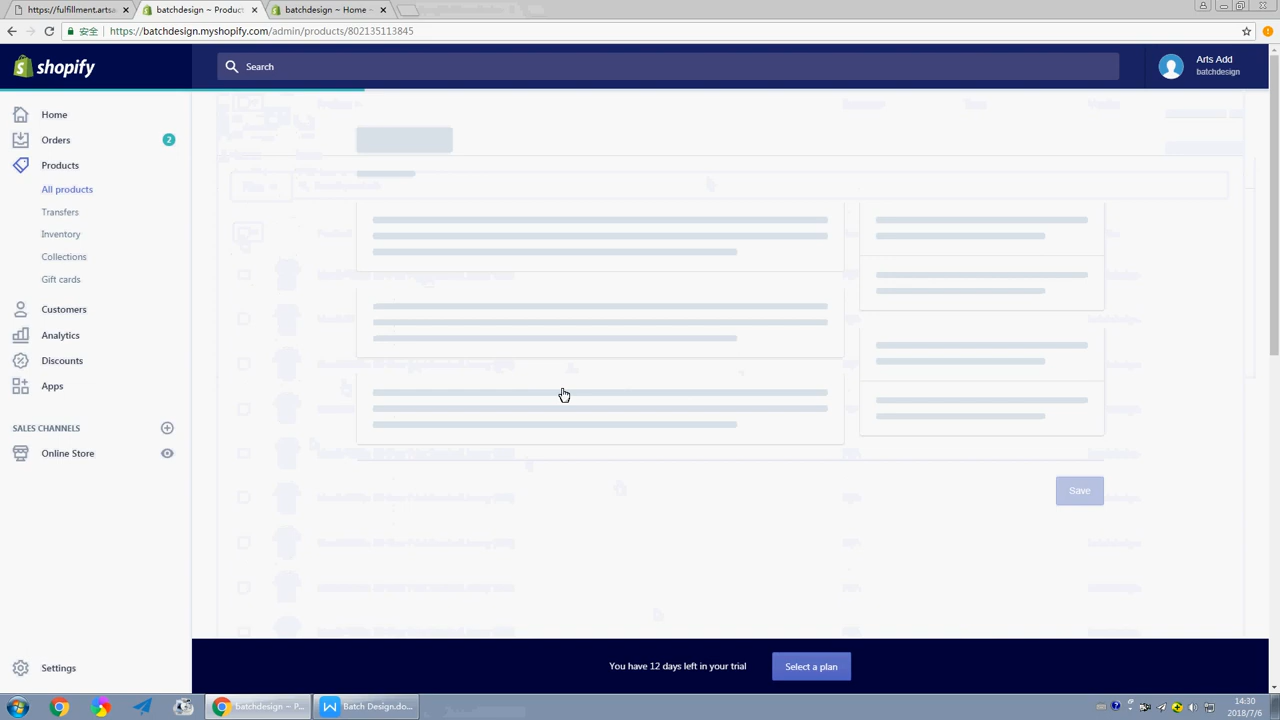 https://fulfillment.artsa
batchdesign ~ Product
batchdesign ~ Home ~
安全
https://batchdesign.myshopify.com/admin/products/802135113845
shopify
Search
Arts Add
batchdesign
Home
Orders
2
Products
All products
Transfers
Inventory
Collections
Gift cards
Customers
Analytics
Discounts
Apps
SALES CHANNELS
Online Store
Save
Settings
You have 12 days left in your trial
Select a plan
batchdesign ~ P...
Batch Design.do...
14:30
2018/7/6